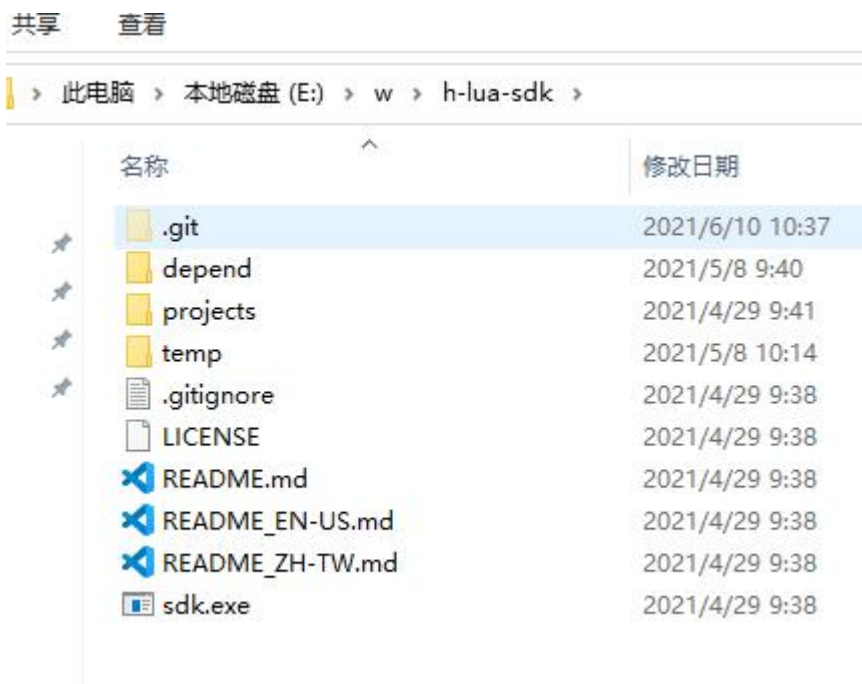 共享 查看
此电脑 本地磁盘 (E:) w h-lua-sdk
名称 修改日期
.git 2021/6/10 10:37
depend 2021/5/8 9:40
projects 2021/4/29 9:41
temp 2021/5/8 10:14
.gitignore 2021/4/29 9:38
LICENSE 2021/4/29 9:38
README.md 2021/4/29 9:38
README_EN-US.md 2021/4/29 9:38
README_ZH-TW.md 2021/4/29 9:38
sdk.exe 2021/4/29 9:38